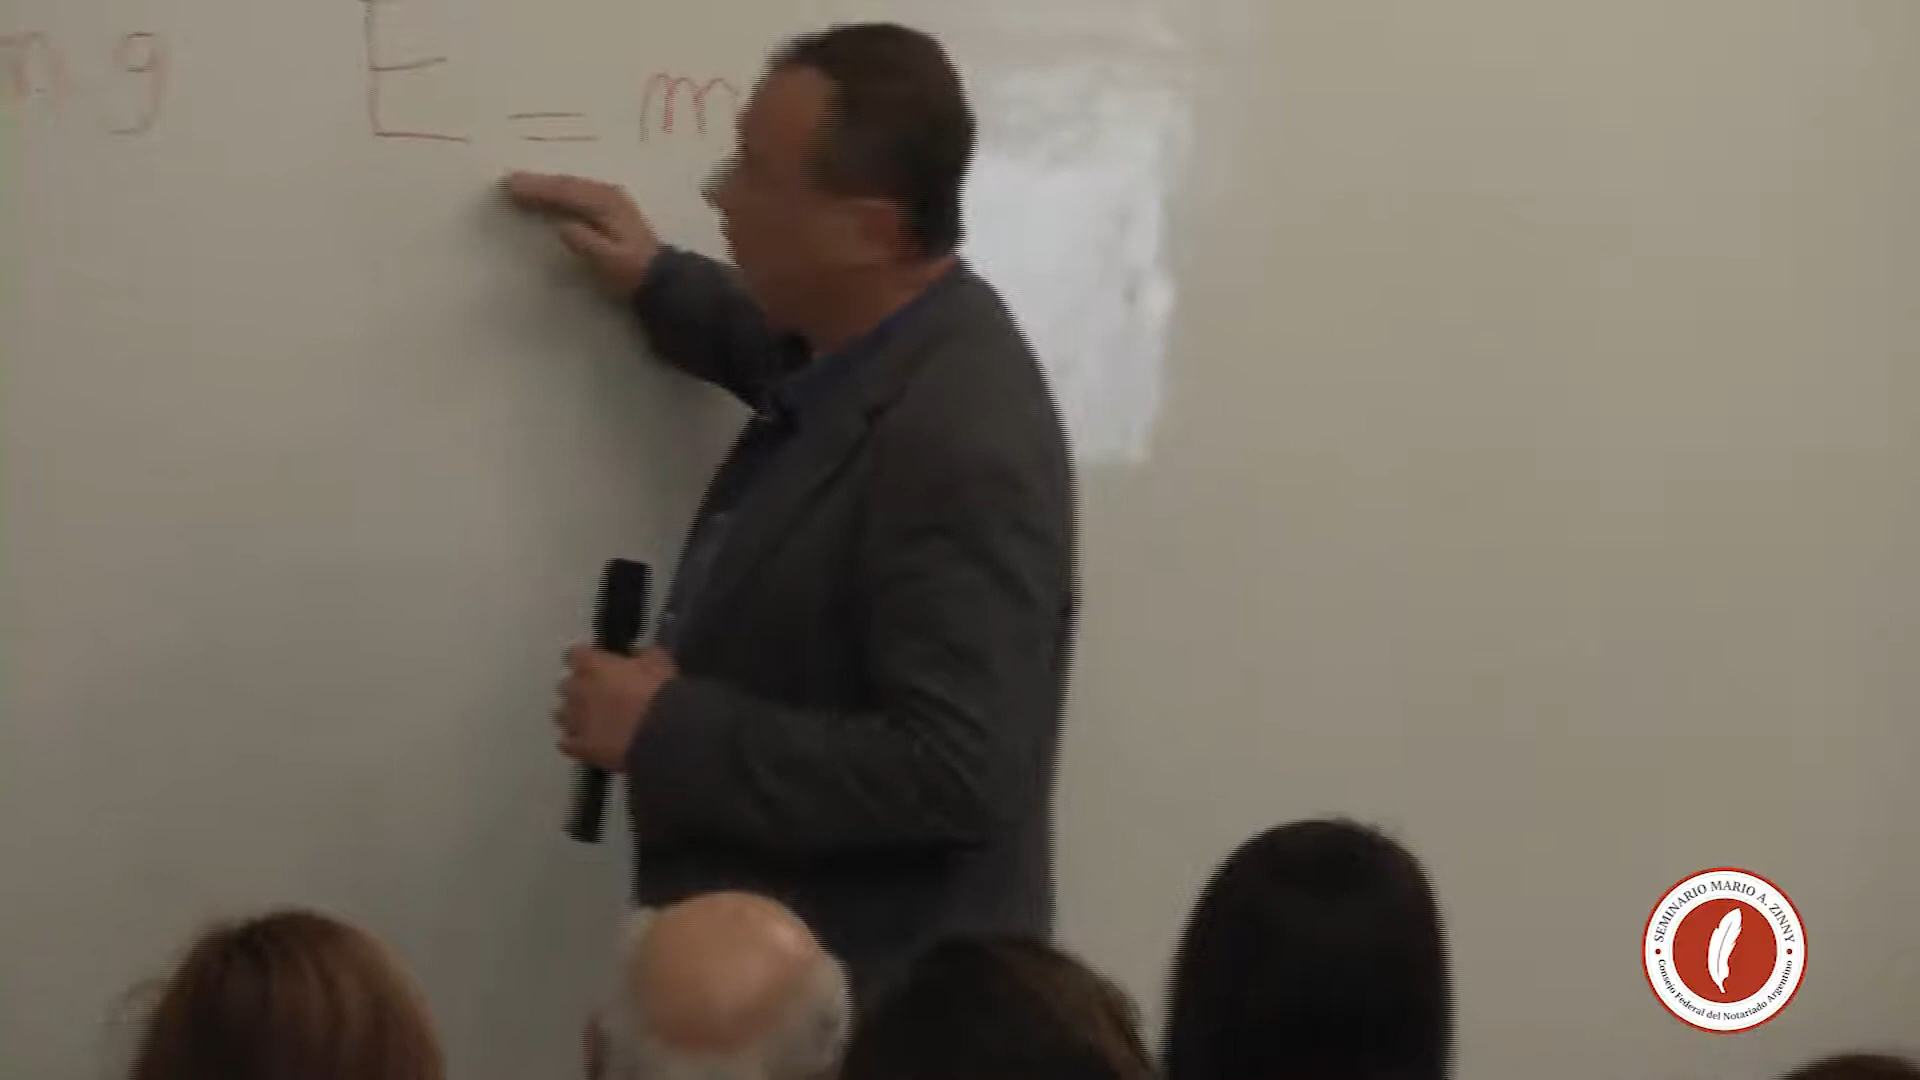 m g E = m
SEMINARIO MARIO A. ZINNY
Consejo Federal del Notariado Argentino